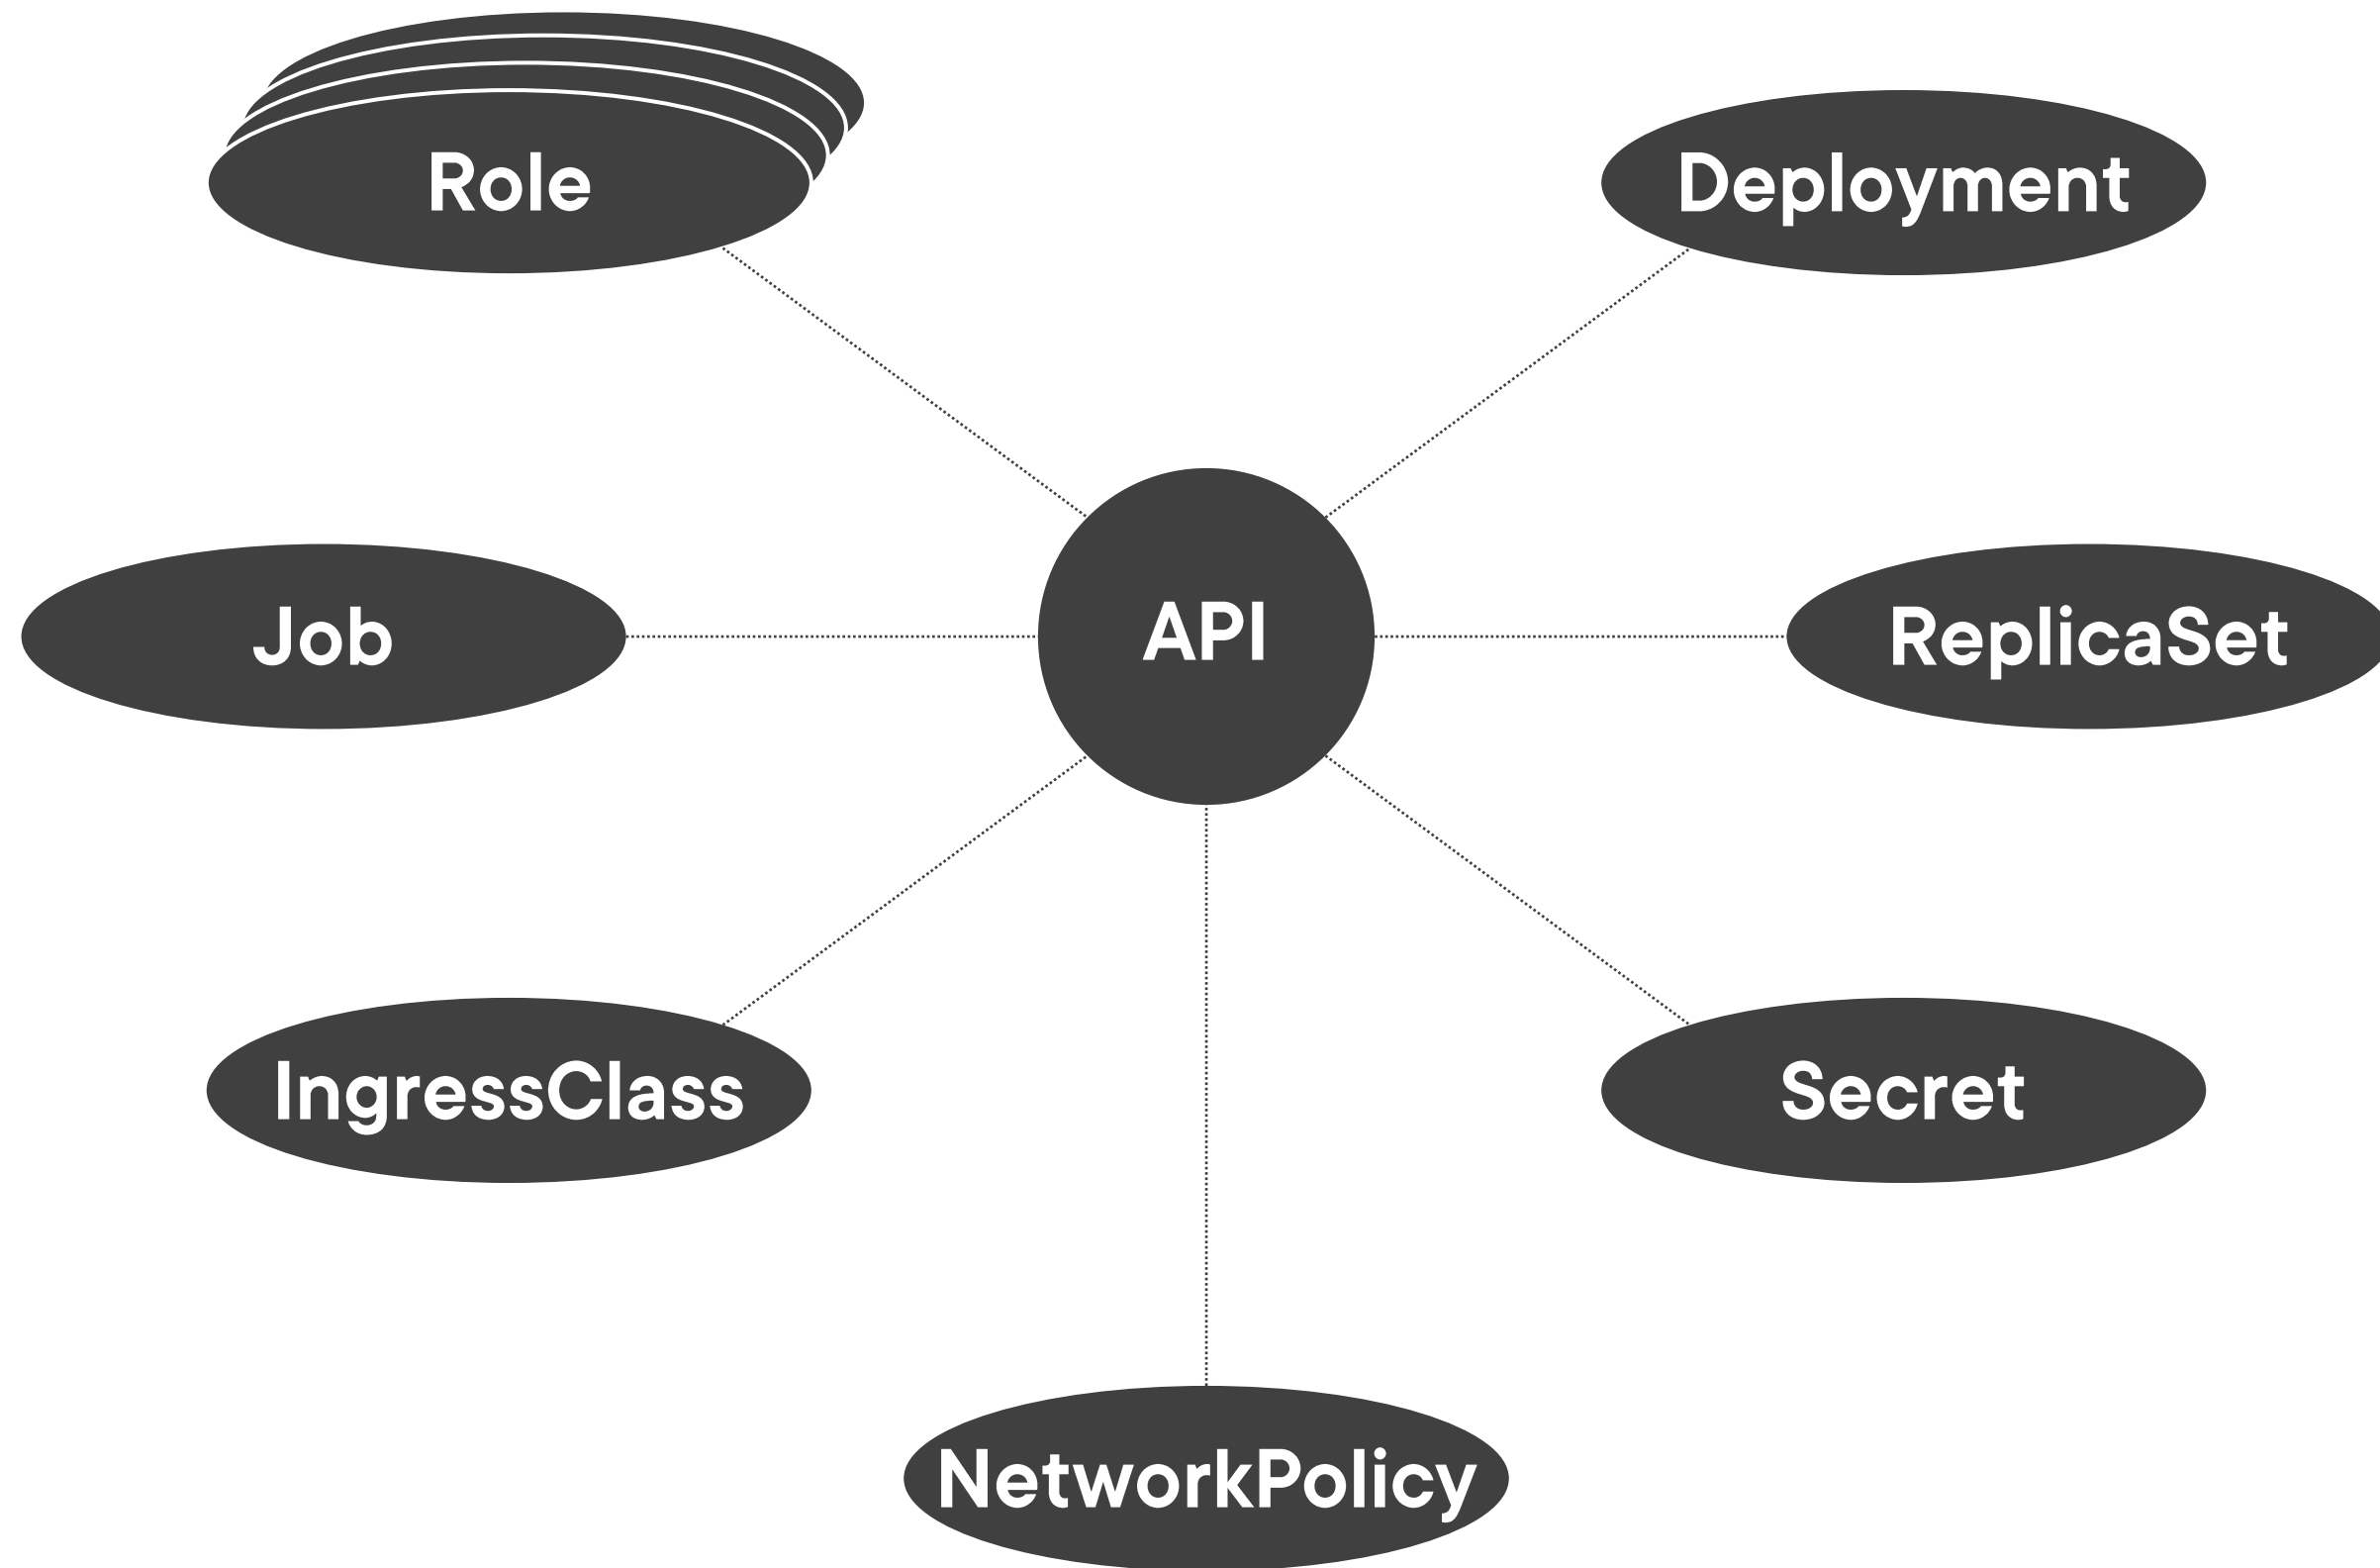 Role
Deployment
Job
API
ReplicaSet
IngressClass
Secret
NetworkPolicy